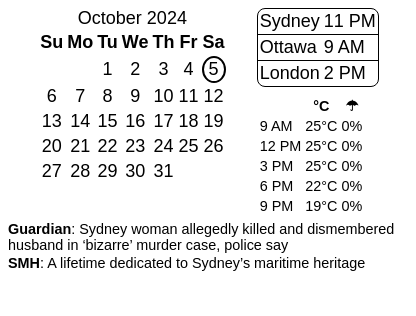 October 2024
Su Mo Tu We Th Fr Sa
1 2 3 4 5
6 7 8 9 10 11 12
13 14 15 16 17 18 19
20 21 22 23 24 25 26
27 28 29 30 31
Sydney 11 PM
Ottawa 9 AM
London 2 PM
°C ☂
9 AM 25°C 0%
12 PM 25°C 0%
3 PM 25°C 0%
6 PM 22°C 0%
9 PM 19°C 0%
Guardian: Sydney woman allegedly killed and dismembered
husband in ‘bizarre’ murder case, police say
SMH: A lifetime dedicated to Sydney’s maritime heritage